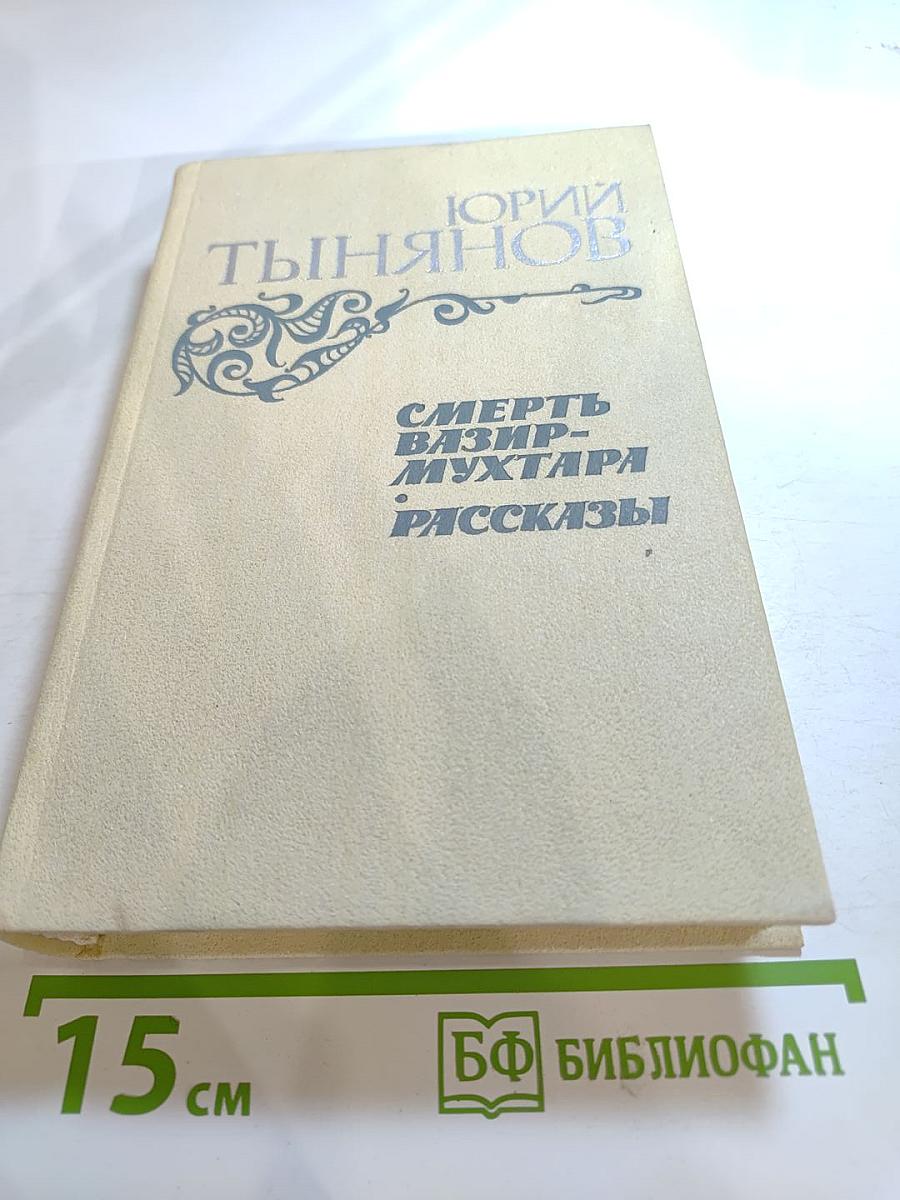 ЮРИЙ
ТЫНЯНОВ
СМЕРТЬ
ВАЗИР-
МУХТАРА
•
РАССКАЗЫ
15 см
БФ БИБЛИОФАН